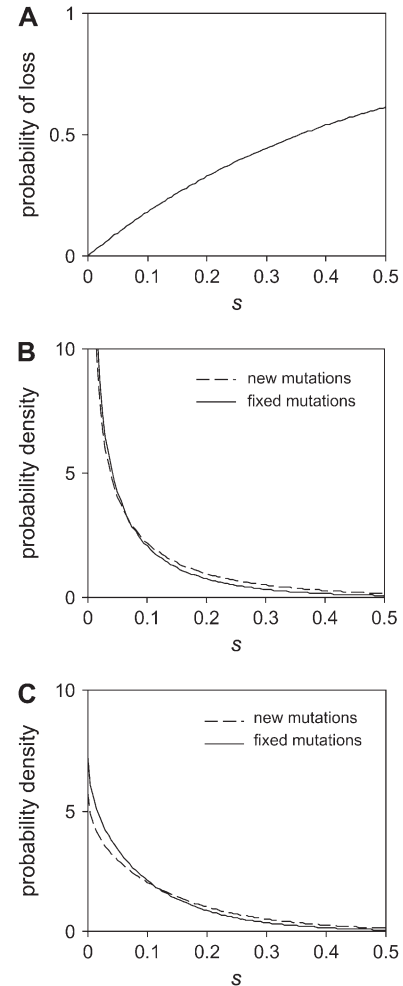 A
1
0.5
0
probability of loss
0 0.1 0.2 0.3 0.4 0.5
s
B
10
5
0
probability density
new mutations
fixed mutations
0 0.1 0.2 0.3 0.4 0.5
s
C
10
5
0
probability density
new mutations
fixed mutations
0 0.1 0.2 0.3 0.4 0.5
s